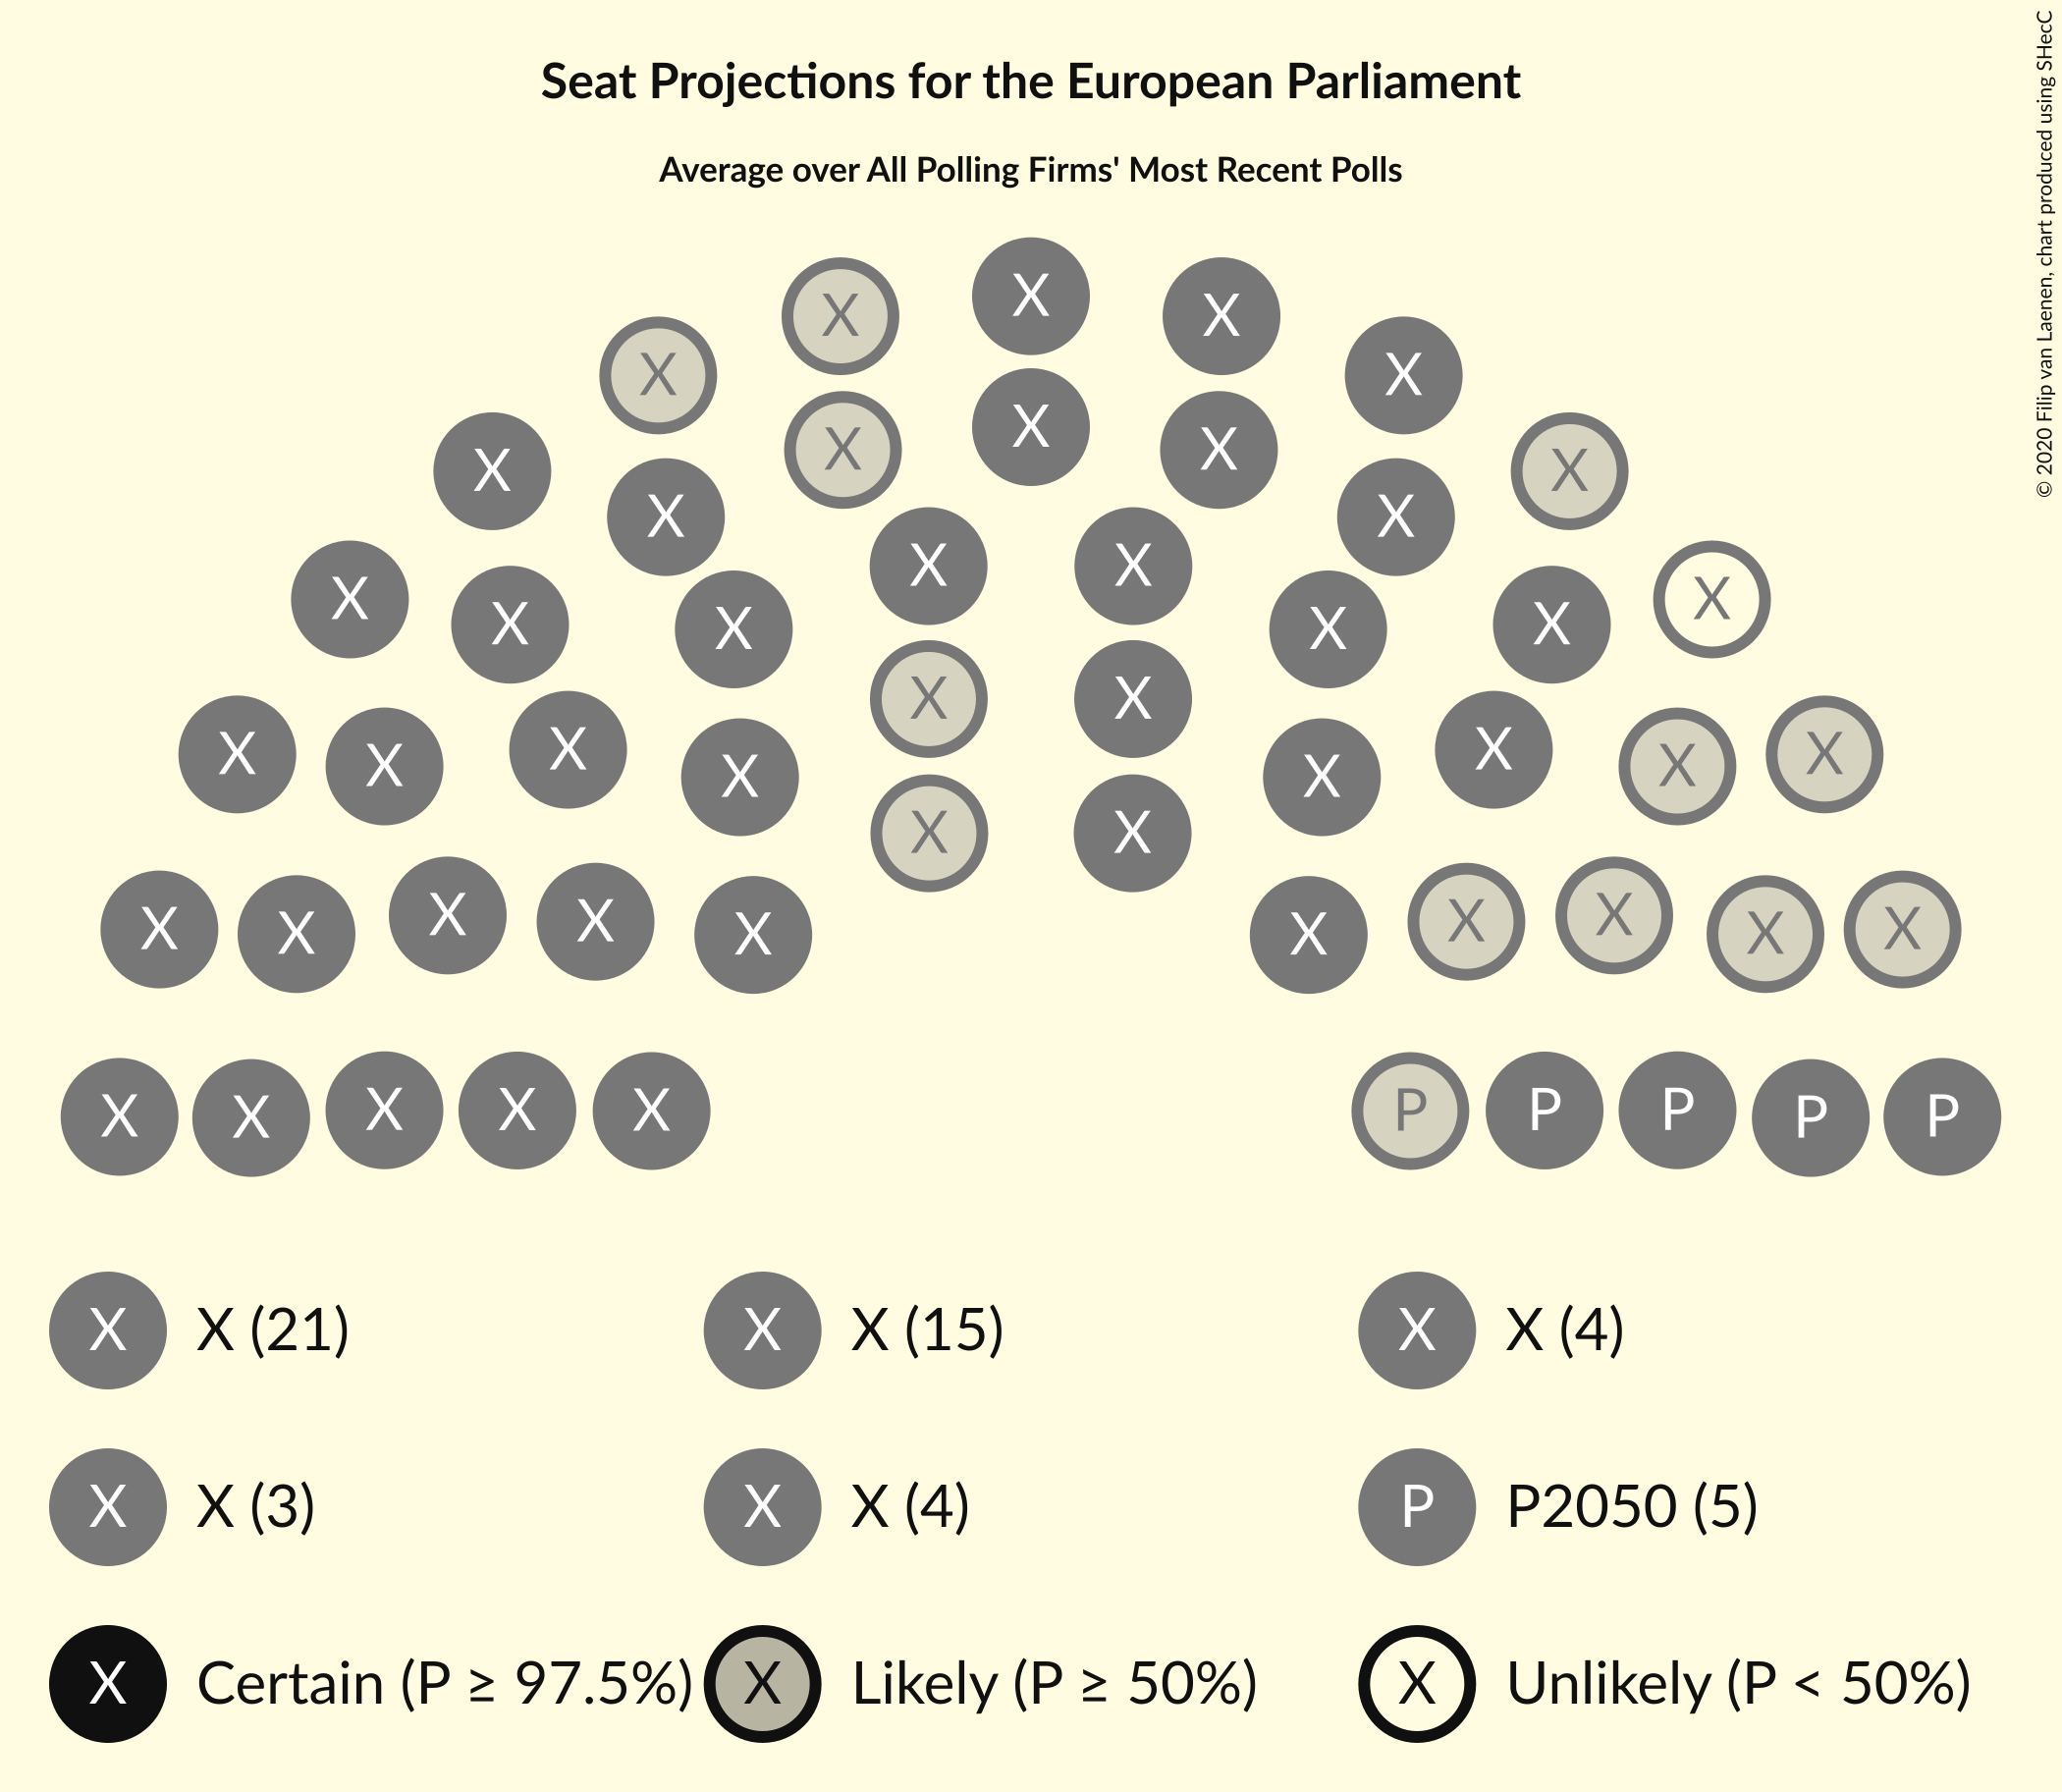 © 2020 Filip van Laenen, chart produced using SHecC
Seat Projections for the European Parliament
Average over All Polling Firms' Most Recent Polls
X X X
X X
X X X
X X
X X
X X
X X X X X X
X X
X X X X X X X X
X X
X X X X X X X X X X
X X X X X P P P P P
X X (21) X X (15) X X (4)
X X (3) X X (4) P P2050 (5)
X Certain (P ≥ 97.5%) X Likely (P ≥ 50%) X Unlikely (P < 50%)